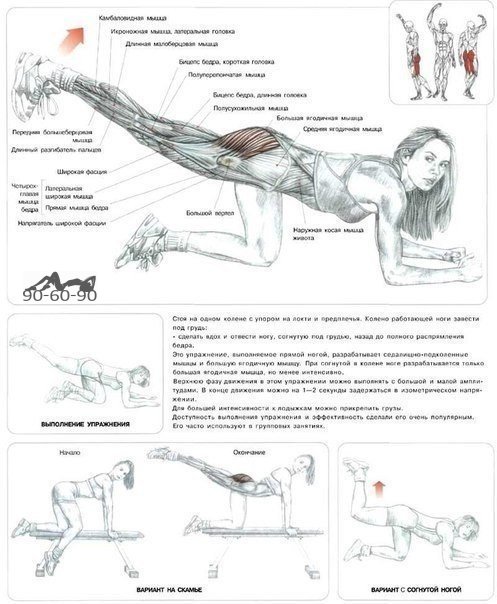 Камбаловидная мышца
Икроножная мышца, латеральная головка
Длинная малоберцовая мышца
Бицепс бедра, короткая головка
Полуперепончатая мышца
Бицепс бедра, длинная головка
Полусухожильная мышца
Большая ягодичная мышца
Средняя ягодичная мышца
Передняя большеберцовая
мышца
Длинный разгибатель пальцев
Широкая фасция
Четырех-
главая
мышца
бедра
Латеральная
широкая мышца
Прямая мышца бедра
Напрягатель широкой фасции
Большой вертел
Наружная косая мышца
живота
90-60-90
Стоя на одном колене с упором на локти и предплечья. Колено работающей ноги завести
под грудь:
- сделать вдох и отвести ногу, согнутую под грудью, назад до полного распрямления
бедра.
Это упражнение, выполняемое прямой ногой, разрабатывает седалищно-подколенные
мышцы и большую ягодичную мышцу. При согнутой в колене ноге разрабатывается только
большая ягодичная мышца, но менее интенсивно.
Верхнюю фазу движения в этом упражнении можно выполнять с большой и малой ампли-
тудами. В конце движения можно на 1—2 секунды задержаться в изометрическом напря-
жении.
Для большей интенсивности к лодыжкам можно прикрепить грузы.
Доступность выполнения упражнения и эффективность сделали его очень популярным.
Его часто используют в групповых занятиях.
ВЫПОЛНЕНИЕ УПРАЖНЕНИЯ
Начало
Окончание
ВАРИАНТ НА СКАМЬЕ
ВАРИАНТ С СОГНУТОЙ НОГОЙ